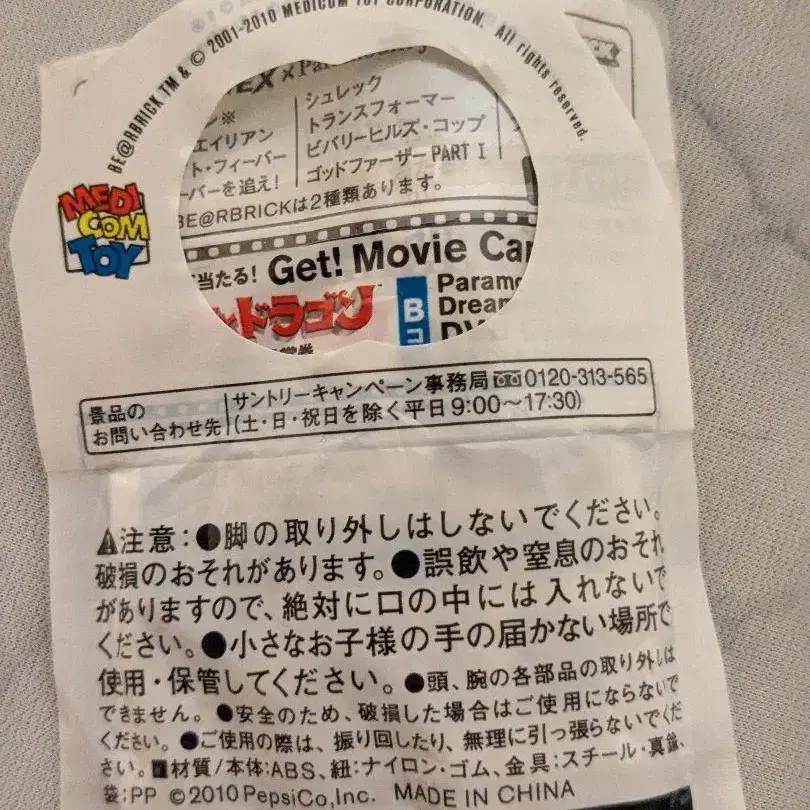 BE@RBRICK TM & © 2001-2010 MEDICOM TOY CORPORATION. All rights reserved.
シュレック
トランスフォーマー
エイリアン
ビバリーヒルズ・コップ
ト・フィーバー
ゴッドファーザー PART I
ーバーを追え!
BE@RBRICKは2種類あります。
MEDI
COM
TOY
当たる! Get! Movie Car
ドラゴン
B
コ
Paramo
Dream
DV
景品の
お問い合わせ先
サントリーキャンペーン事務局 0120-313-565
(土・日・祝日を除く平日 9:00〜17:30)
注意:●脚の取り外しはしないでください。
破損のおそれがあります。●誤飲や窒息のおそれ
がありますので、絶対に口の中には入れないで
ください。●小さなお子様の手の届かない場所で
使用・保管してください。●頭、腕の各部品の取り外しは
できません。●安全のため、破損した場合はご使用にならないで
ください。●ご使用の際は、振り回したり、無理に引っ張らないでくだ
さい。■材質/本体:ABS、紐:ナイロン・ゴム、金具:スチール・真鍮、
袋:PP ©2010 PepsiCo,Inc. MADE IN CHINA